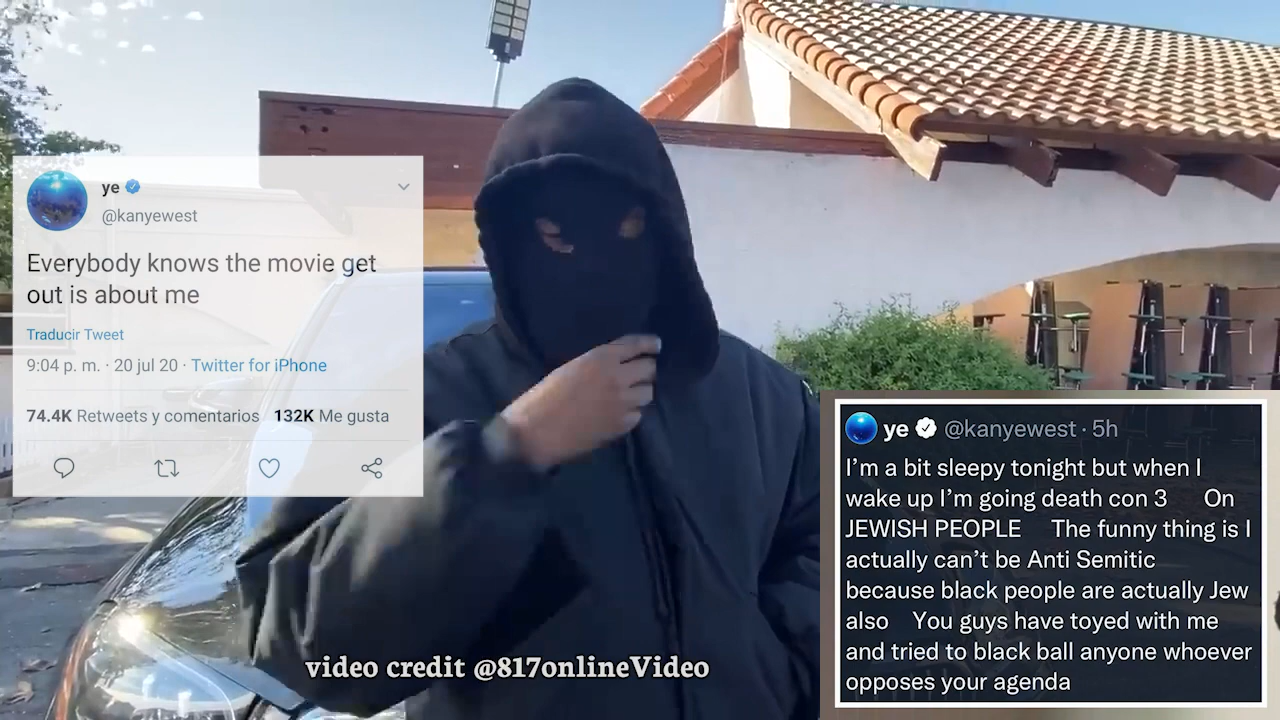 ye
@kanyewest
Everybody knows the movie get
out is about me
Traducir Tweet
9:04 p. m. · 20 jul 20 · Twitter for iPhone
74.4K Retweets y comentarios 132K Me gusta
ye @kanyewest · 5h
I'm a bit sleepy tonight but when I
wake up I'm going death con 3 On
JEWISH PEOPLE The funny thing is I
actually can't be Anti Semitic
because black people are actually Jew
also You guys have toyed with me
and tried to black ball anyone whoever
opposes your agenda
video credit @817onlineVideo